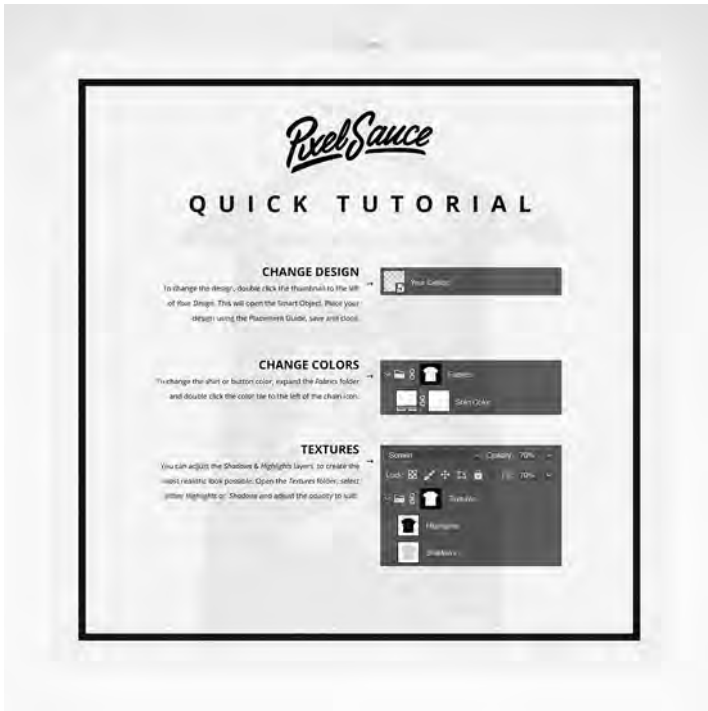 PixelSauce
QUICK TUTORIAL
CHANGE DESIGN
To change the design, double click the thumbnail to the left
of Your Design. This will open the Smart Object. Place your
design using the Placement Guide, save and close.
→
Your Design
CHANGE COLORS
To change the shirt or button color, expand the Fabrics folder
and double click the color tile to the left of the chain icon.
→
Fabrics
Shirt Color
TEXTURES
You can adjust the Shadows & Highlights layers, to create the
most realistic look possible. Open the Textures folder, select
either Highlights or Shadows and adjust the opacity to suit.
→
Screen Opacity: 70%
Lock: Fill: 70%
Textures
Highlights
Shadows